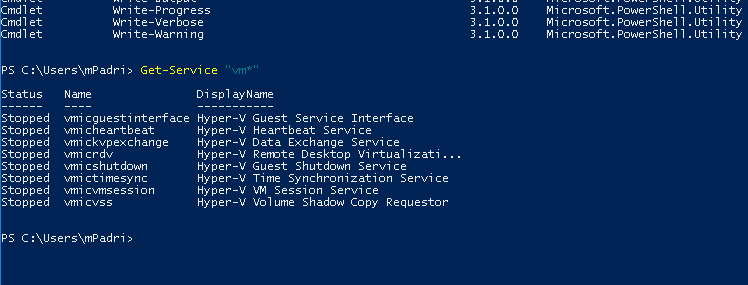 Cmdlet Write-Output 3.1.0.0 Microsoft.PowerShell.Utility
Cmdlet Write-Progress 3.1.0.0 Microsoft.PowerShell.Utility
Cmdlet Write-Verbose 3.1.0.0 Microsoft.PowerShell.Utility
Cmdlet Write-Warning 3.1.0.0 Microsoft.PowerShell.Utility
PS C:\Users\mPadri> Get-Service "vm*"
Status Name DisplayName
------ ---- -----------
Stopped vmicguestinterface Hyper-V Guest Service Interface
Stopped vmicheartbeat Hyper-V Heartbeat Service
Stopped vmickvpexchange Hyper-V Data Exchange Service
Stopped vmicrdv Hyper-V Remote Desktop Virtualizati...
Stopped vmicshutdown Hyper-V Guest Shutdown Service
Stopped vmictimesync Hyper-V Time Synchronization Service
Stopped vmicvmsession Hyper-V VM Session Service
Stopped vmicvss Hyper-V Volume Shadow Copy Requestor
PS C:\Users\mPadri>